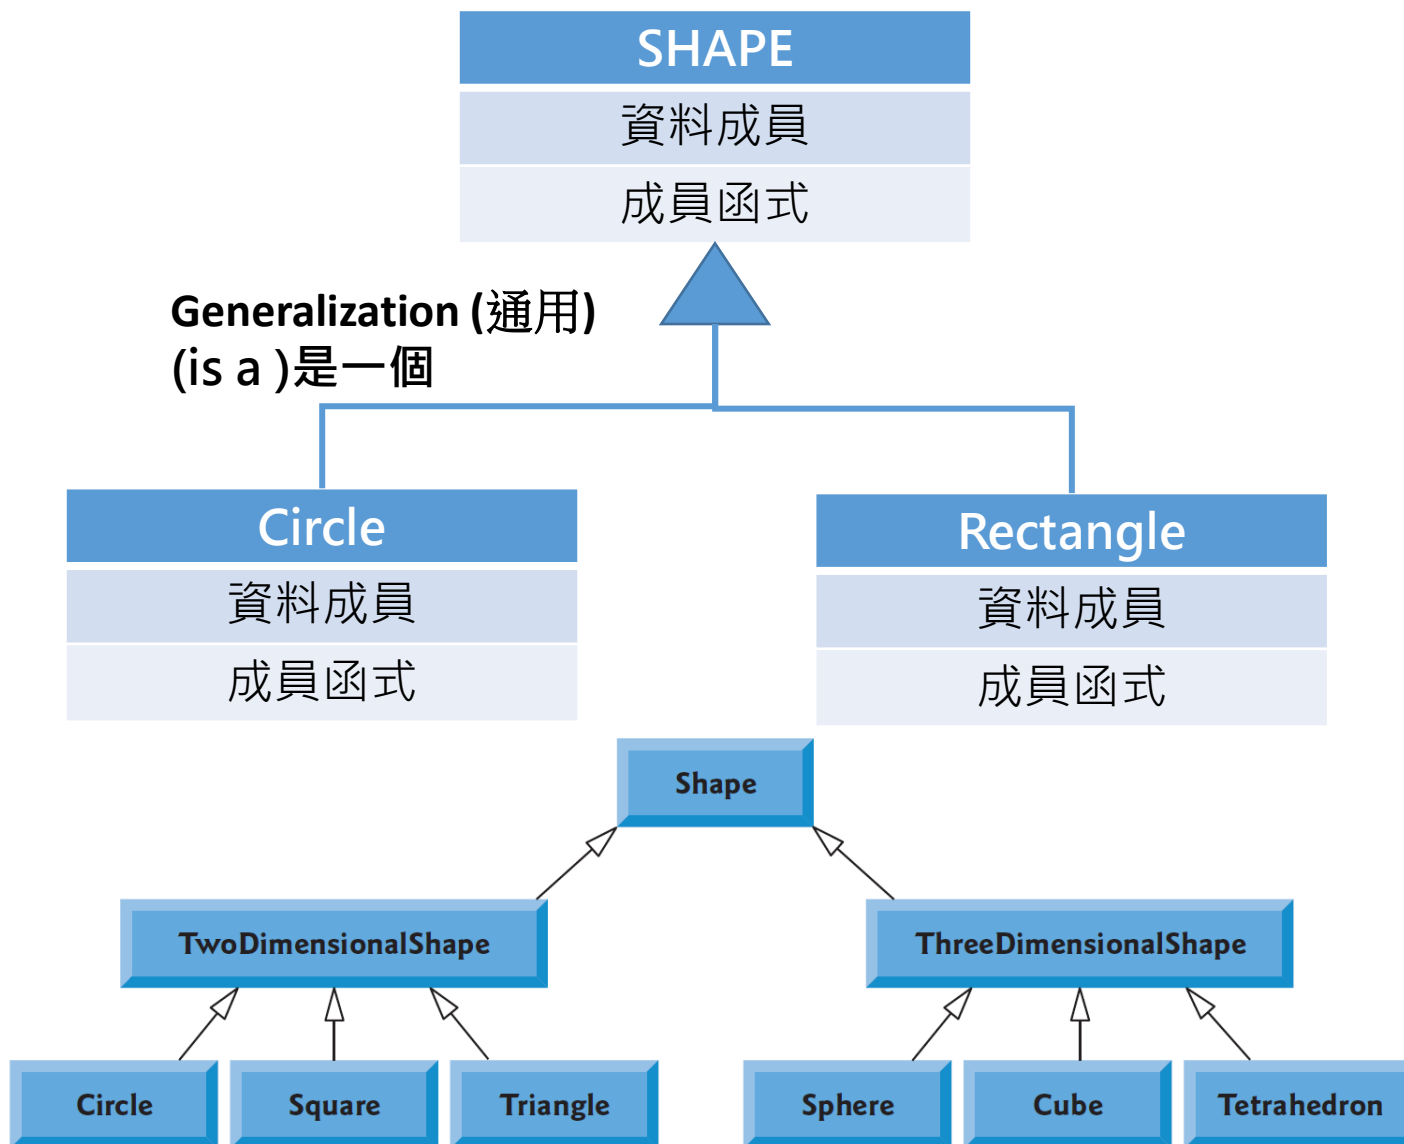 SHAPE
資料成員
成員函式
Generalization (通用)
(is a )是一個
Circle
資料成員
成員函式
Rectangle
資料成員
成員函式
Shape
TwoDimensionalShape
ThreeDimensionalShape
Circle
Square
Triangle
Sphere
Cube
Tetrahedron